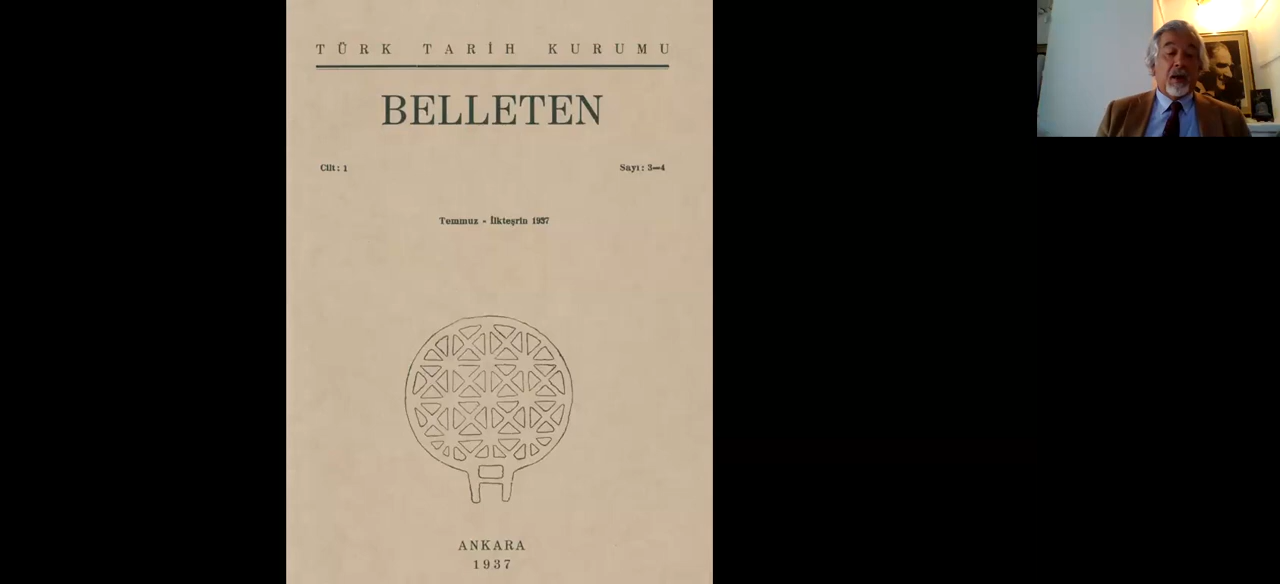 TÜRK TARİH KURUMU
BELLETEN
Cilt: 1
Sayı: 3—4
Temmuz - İlkteşrin 1937
ANKARA
1937